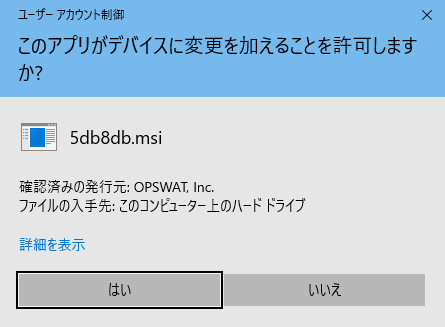 ユーザー アカウント制御
このアプリがデバイスに変更を加えることを許可します
か?
5db8db.msi
確認済みの発行元: OPSWAT, Inc.
ファイルの入手先: このコンピューター上のハード ドライブ
詳細を表示
はい
いいえ